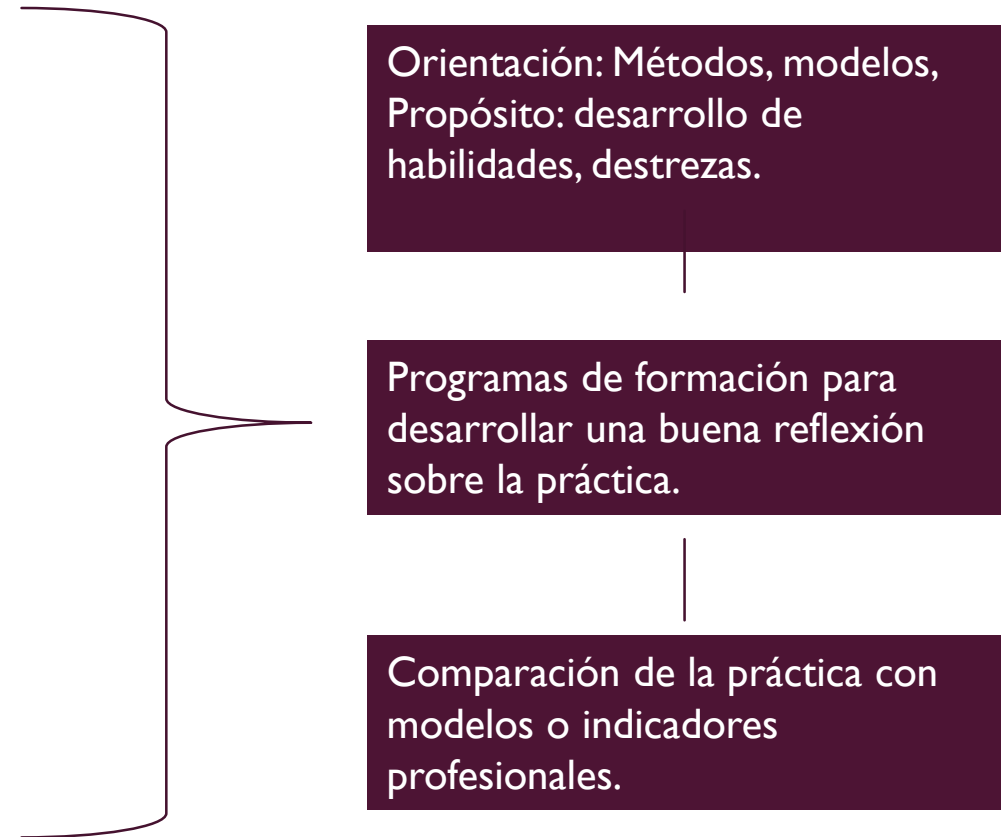 Orientación: Métodos, modelos,
Propósito: desarrollo de
habilidades, destrezas.
Programas de formación para
desarrollar una buena reflexión
sobre la práctica.
Comparación de la práctica con
modelos o indicadores
profesionales.